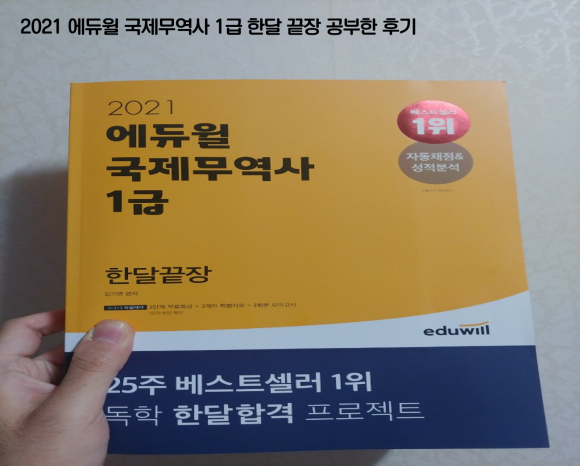 2021 에듀윌 국제무역사 1급 한달 끝장 공부한 후기
2021
에듀윌
국제무역사
1급
베스트셀러
1위
자동채점&
성적분석
한달끝장
eduwill
25주 베스트셀러 1위
독학 한달합격 프로젝트